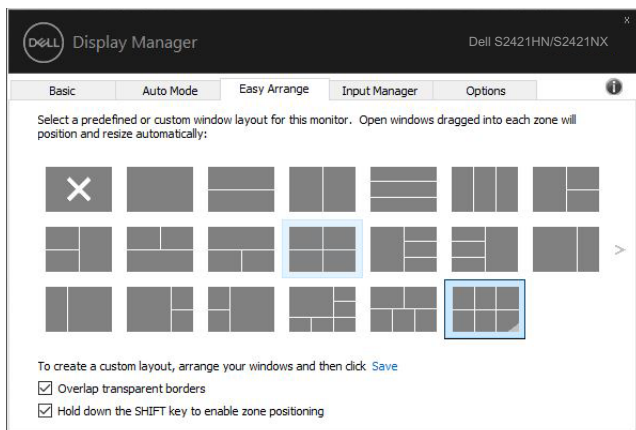 x
DELL Display Manager
Dell S2421HN/S2421NX
Basic Auto Mode Easy Arrange Input Manager Options
Select a predefined or custom window layout for this monitor. Open windows dragged into each zone will
position and resize automatically:
To create a custom layout, arrange your windows and then click Save
Overlap transparent borders
Hold down the SHIFT key to enable zone positioning